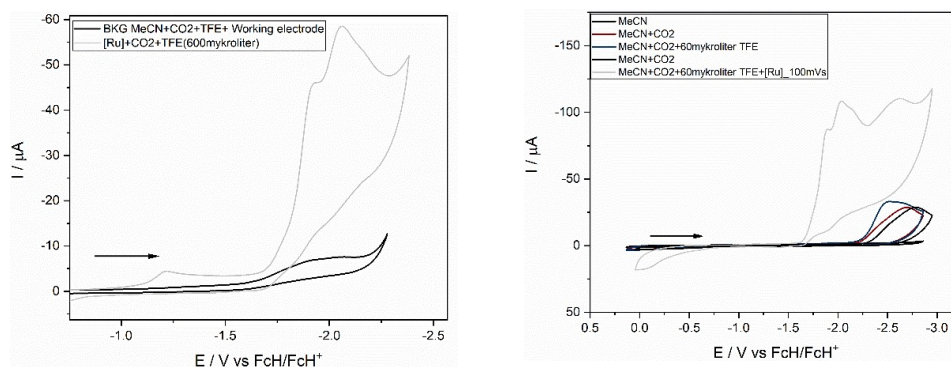 -60
-50
-40
-30
-20
-10
0
I / µA
BKG MeCN+CO2+TFE+ Working electrode
[Ru]+CO2+TFE(600mykroliter)
-1.0
-1.5
-2.0
-2.5
E / V vs FcH/FcH+
-150
-100
-50
0
50
I / µA
MeCN
MeCN+CO2
MeCN+CO2+60mykroliter TFE
MeCN+CO2
MeCN+CO2+60mykroliter TFE+[Ru]_100mVs
0.5
0.0
-0.5
-1.0
-1.5
-2.0
-2.5
-3.0
E / V vs FcH/FcH+